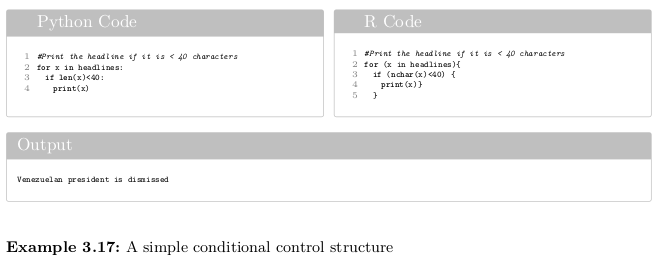 Python Code
1 #Print the headline if it is < 40 characters
2 for x in headlines:
3   if len(x)<40:
4     print(x)
R Code
1 #Print the headline if it is < 40 characters
2 for (x in headlines){
3   if (nchar(x)<40) {
4     print(x)}
5   }
Output
Venezuelan president is dismissed
Example 3.17: A simple conditional control structure